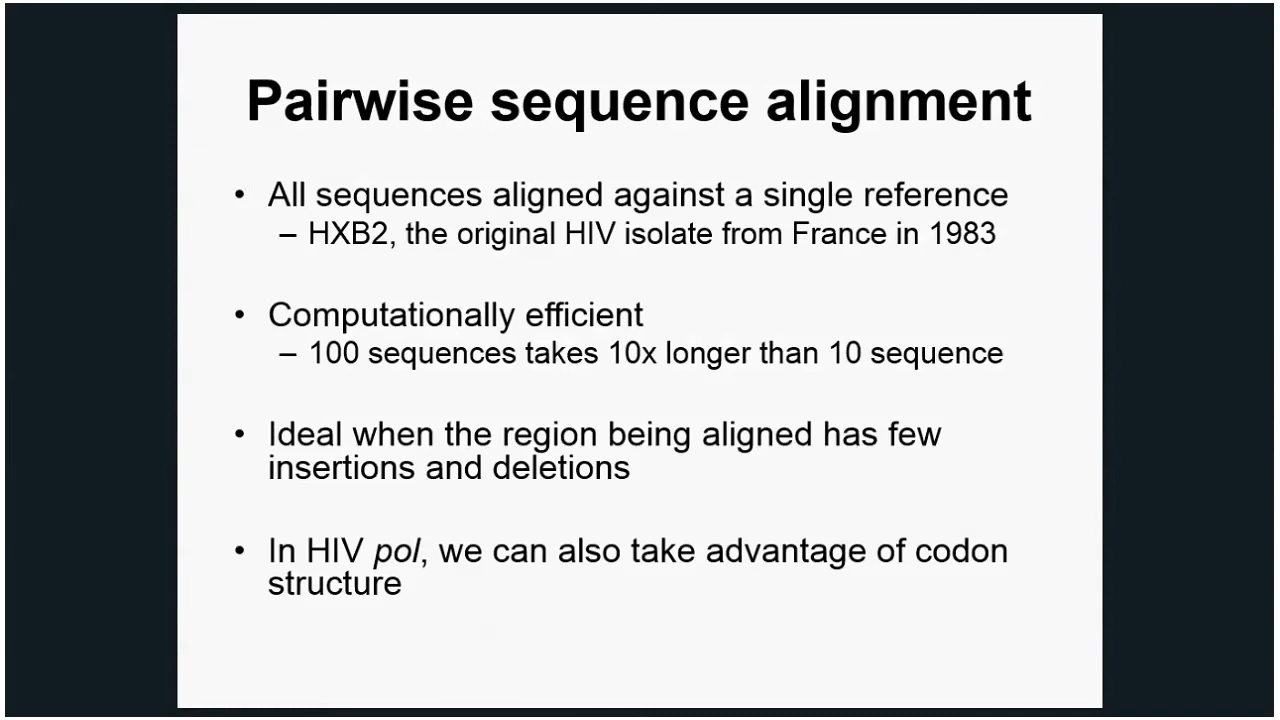 Pairwise sequence alignment
• All sequences aligned against a single reference
– HXB2, the original HIV isolate from France in 1983
• Computationally efficient
– 100 sequences takes 10x longer than 10 sequence
• Ideal when the region being aligned has few
insertions and deletions
• In HIV pol, we can also take advantage of codon
structure